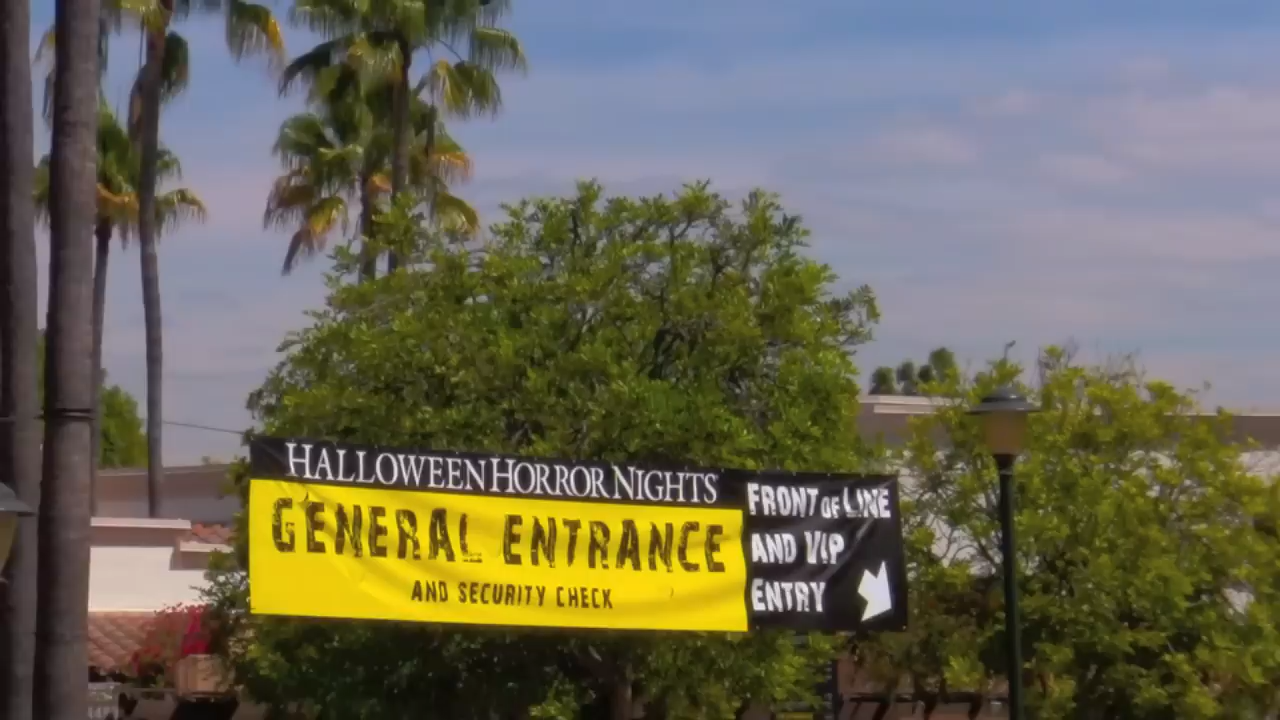 HALLOWEEN HORROR NIGHTS
GENERAL ENTRANCE
AND SECURITY CHECK
FRONT OF LINE
AND VIP
ENTRY